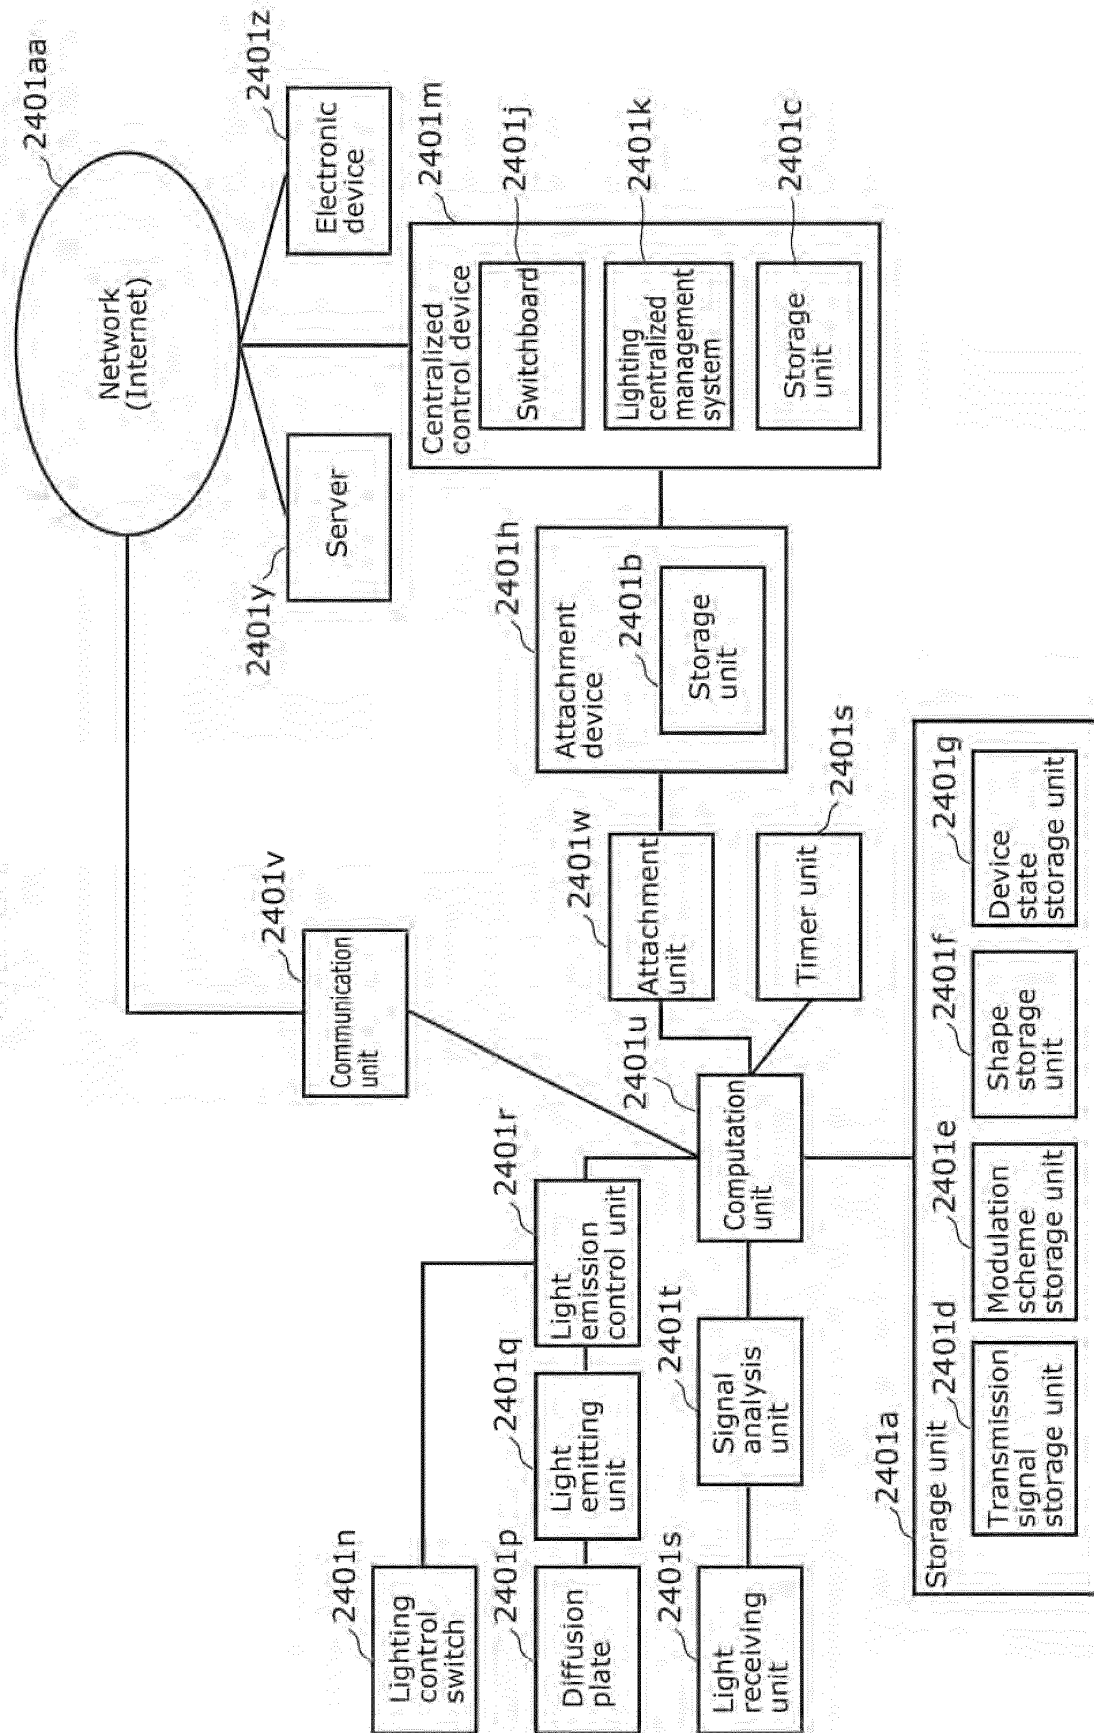 2401aa
Network
(Internet)
2401z
Electronic
device
2401y
Server
2401m
Centralized
control device
2401j
Switchboard
2401k
Lighting
centralized
management
system
2401c
Storage
unit
2401h
Attachment
device
2401b
Storage
unit
2401v
Communication
unit
2401w
Attachment
unit
2401s
Timer unit
2401u
Computation
unit
2401r
Light
emission
control unit
2401q
Light
emitting
unit
2401n
Lighting
control
switch
2401p
Diffusion
plate
2401t
Signal
analysis
unit
2401s
Light
receiving
unit
2401a
Storage unit
2401d
Transmission
signal
storage unit
2401e
Modulation
scheme
storage unit
2401f
Shape
storage
unit
2401g
Device
state
storage unit